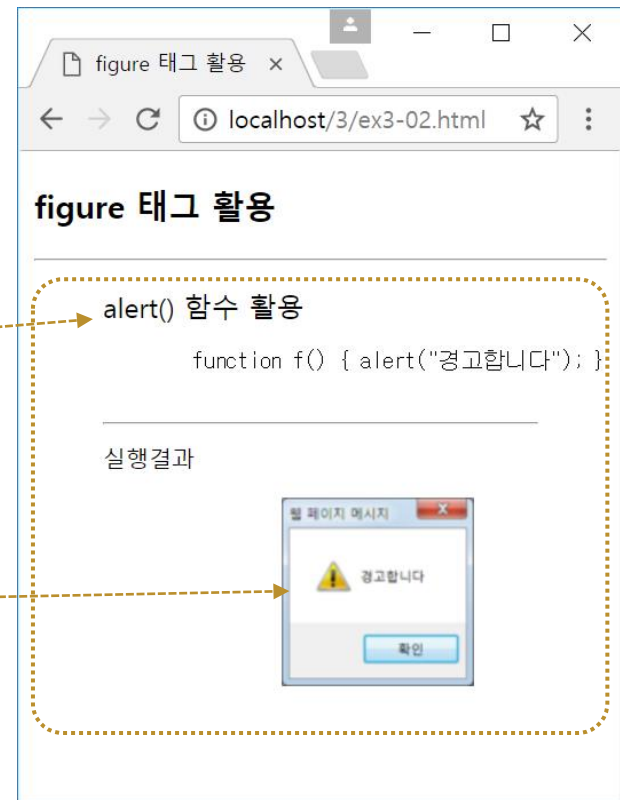 figure 태그 활용
localhost/3/ex3-02.html
figure 태그 활용
alert() 함수 활용
function f() { alert("경고합니다"); }
실행결과
웹 페이지 메시지
경고합니다
확인